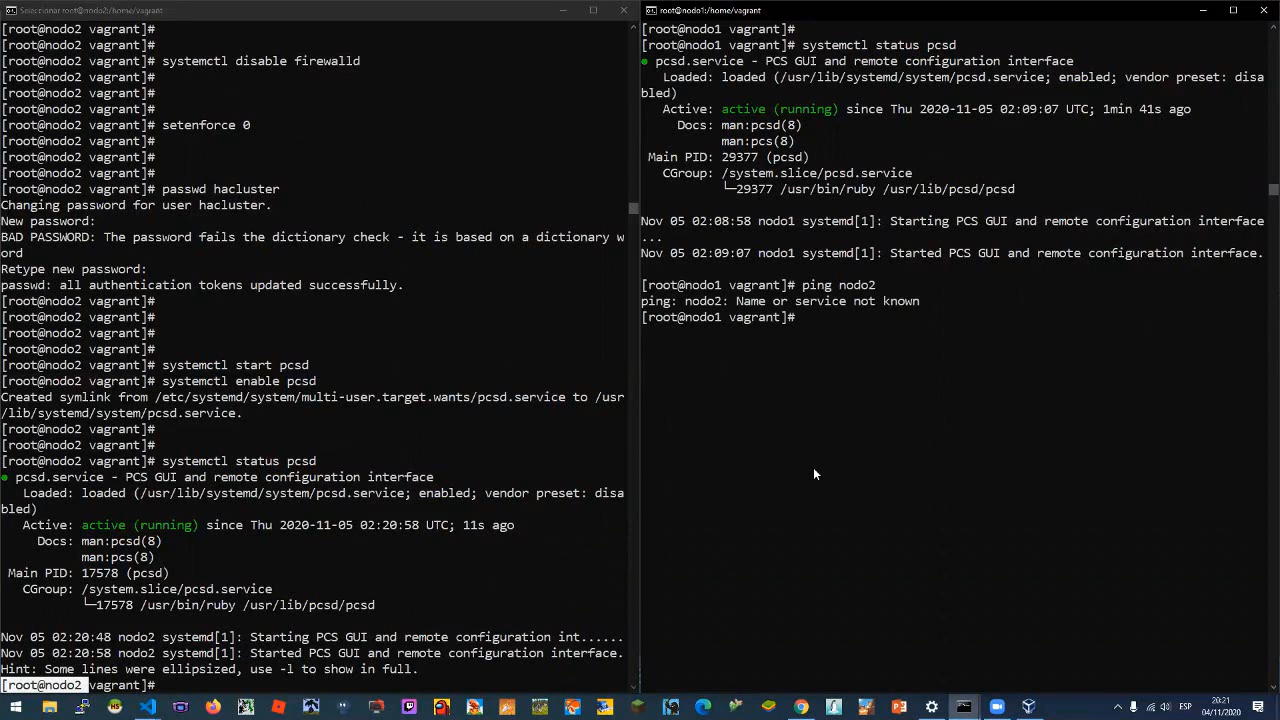 Seleccionar root@nodo2:/home/vagrant
[root@nodo2 vagrant]#
[root@nodo2 vagrant]#
[root@nodo2 vagrant]# systemctl disable firewalld
[root@nodo2 vagrant]#
[root@nodo2 vagrant]#
[root@nodo2 vagrant]#
[root@nodo2 vagrant]# setenforce 0
[root@nodo2 vagrant]#
[root@nodo2 vagrant]#
[root@nodo2 vagrant]#
[root@nodo2 vagrant]# passwd hacluster
Changing password for user hacluster.
New password:
BAD PASSWORD: The password fails the dictionary check - it is based on a dictionary w
ord
Retype new password:
passwd: all authentication tokens updated successfully.
[root@nodo2 vagrant]#
[root@nodo2 vagrant]#
[root@nodo2 vagrant]#
[root@nodo2 vagrant]#
[root@nodo2 vagrant]# systemctl start pcsd
[root@nodo2 vagrant]# systemctl enable pcsd
Created symlink from /etc/systemd/system/multi-user.target.wants/pcsd.service to /usr
/lib/systemd/system/pcsd.service.
[root@nodo2 vagrant]#
[root@nodo2 vagrant]#
[root@nodo2 vagrant]# systemctl status pcsd
● pcsd.service - PCS GUI and remote configuration interface
Loaded: loaded (/usr/lib/systemd/system/pcsd.service; enabled; vendor preset: disa
bled)
Active: active (running) since Thu 2020-11-05 02:20:58 UTC; 11s ago
Docs: man:pcsd(8)
man:pcs(8)
Main PID: 17578 (pcsd)
CGroup: /system.slice/pcsd.service
└─17578 /usr/bin/ruby /usr/lib/pcsd/pcsd
Nov 05 02:20:48 nodo2 systemd[1]: Starting PCS GUI and remote configuration int......
Nov 05 02:20:58 nodo2 systemd[1]: Started PCS GUI and remote configuration interface.
Hint: Some lines were ellipsized, use -l to show in full.
[root@nodo2 vagrant]#
root@nodo1:/home/vagrant
[root@nodo1 vagrant]#
[root@nodo1 vagrant]# systemctl status pcsd
● pcsd.service - PCS GUI and remote configuration interface
Loaded: loaded (/usr/lib/systemd/system/pcsd.service; enabled; vendor preset: disa
bled)
Active: active (running) since Thu 2020-11-05 02:09:07 UTC; 1min 41s ago
Docs: man:pcsd(8)
man:pcs(8)
Main PID: 29377 (pcsd)
CGroup: /system.slice/pcsd.service
└─29377 /usr/bin/ruby /usr/lib/pcsd/pcsd
Nov 05 02:08:58 nodo1 systemd[1]: Starting PCS GUI and remote configuration interface
...
Nov 05 02:09:07 nodo1 systemd[1]: Started PCS GUI and remote configuration interface.
[root@nodo1 vagrant]# ping nodo2
ping: nodo2: Name or service not known
[root@nodo1 vagrant]#
ESP
20:21
04/11/2020